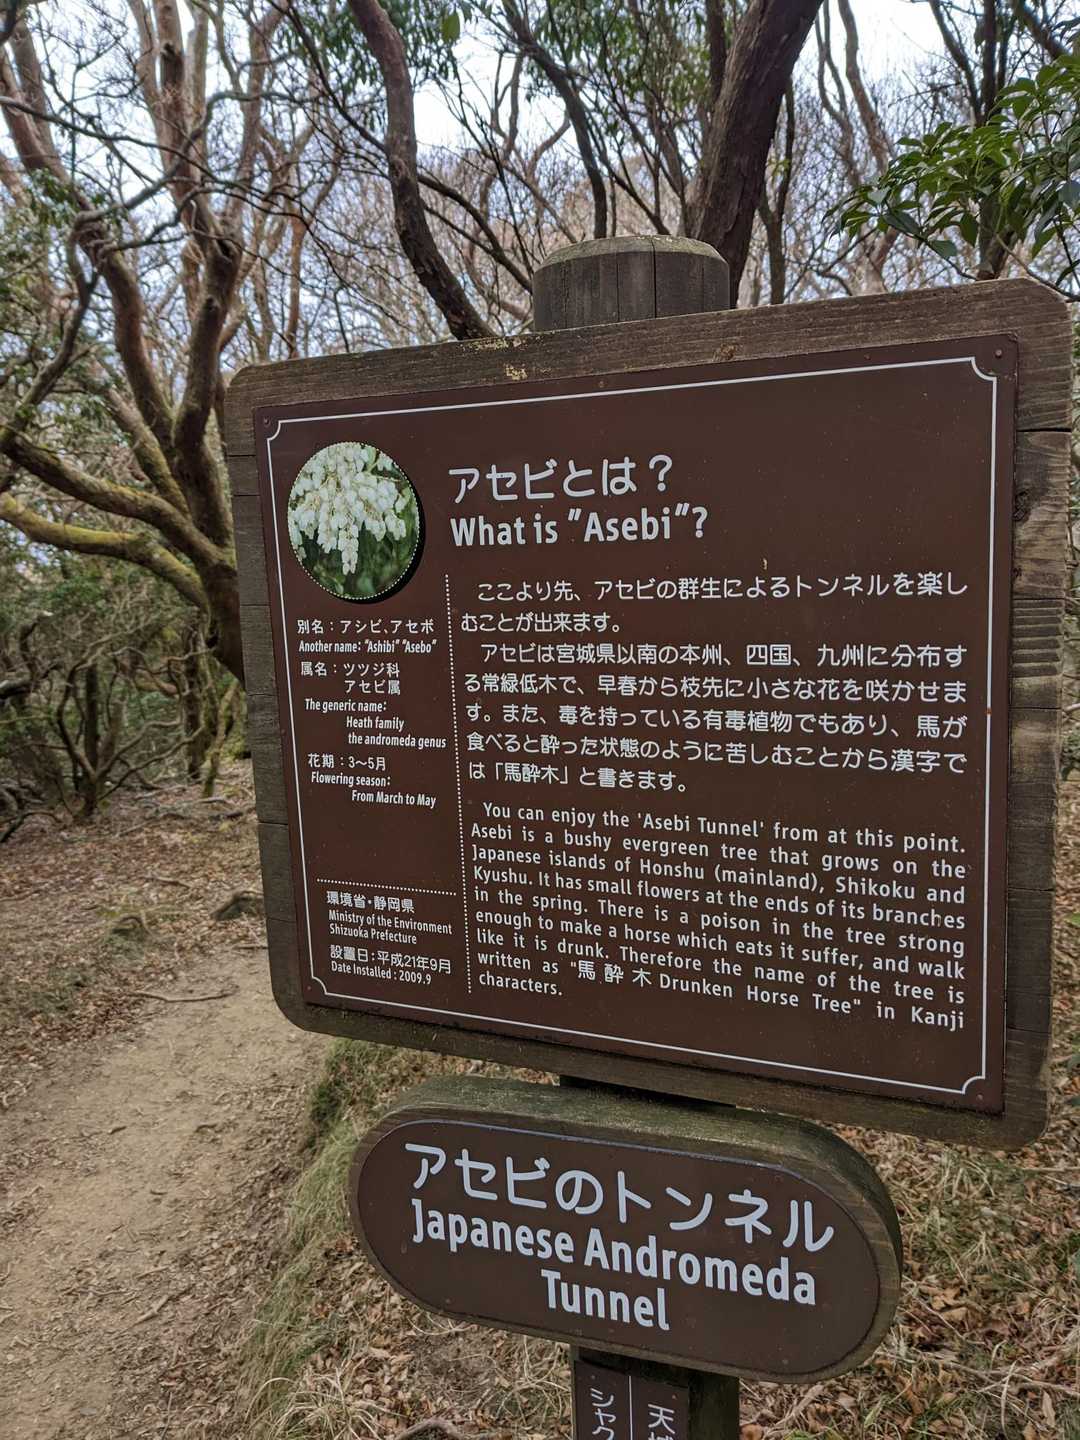 アセビとは？
What is "Asebi"?
別名：アシビ、アセボ
Another name: "Ashibi" "Asebo"
属名：ツツジ科
アセビ属
The generic name:
Heath family
the andromeda genus
花期：3～5月
Flowering season:
From March to May
環境省・静岡県
Ministry of the Environment
Shizuoka Prefecture
設置日：平成21年9月
Date Installed : 2009.9
ここより先、アセビの群生によるトンネルを楽し
むことが出来ます。
アセビは宮城県以南の本州、四国、九州に分布す
る常緑低木で、早春から枝先に小さな花を咲かせま
す。また、毒を持っている有毒植物でもあり、馬が
食べると酔った状態のように苦しむことから漢字で
は「馬酔木」と書きます。
You can enjoy the 'Asebi Tunnel' from at this point.
Asebi is a bushy evergreen tree that grows on the
Japanese islands of Honshu (mainland), Shikoku and
Kyushu. It has small flowers at the ends of its branches
in the spring. There is a poison in the tree strong
enough to make a horse which eats it suffer, and walk
like it is drunk. Therefore the name of the tree is
written as "馬酔木 Drunken Horse Tree" in Kanji
characters.
アセビのトンネル
Japanese Andromeda
Tunnel
シャク
天城